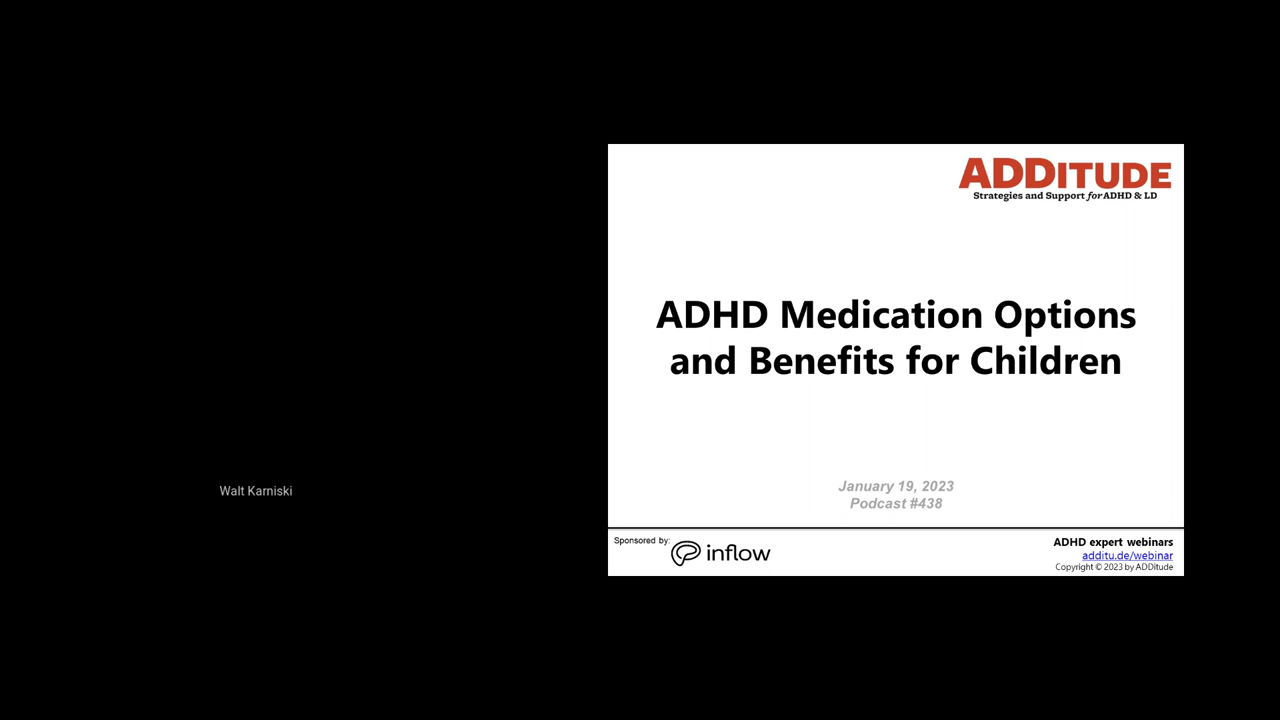 ADDITUDE
Strategies and Support for ADHD & LD
ADHD Medication Options
and Benefits for Children
Walt Karniski
January 19, 2023
Podcast #438
Sponsored by:
inflow
ADHD expert webinars
additu.de/webinar
Copyright © 2023 by ADDitude